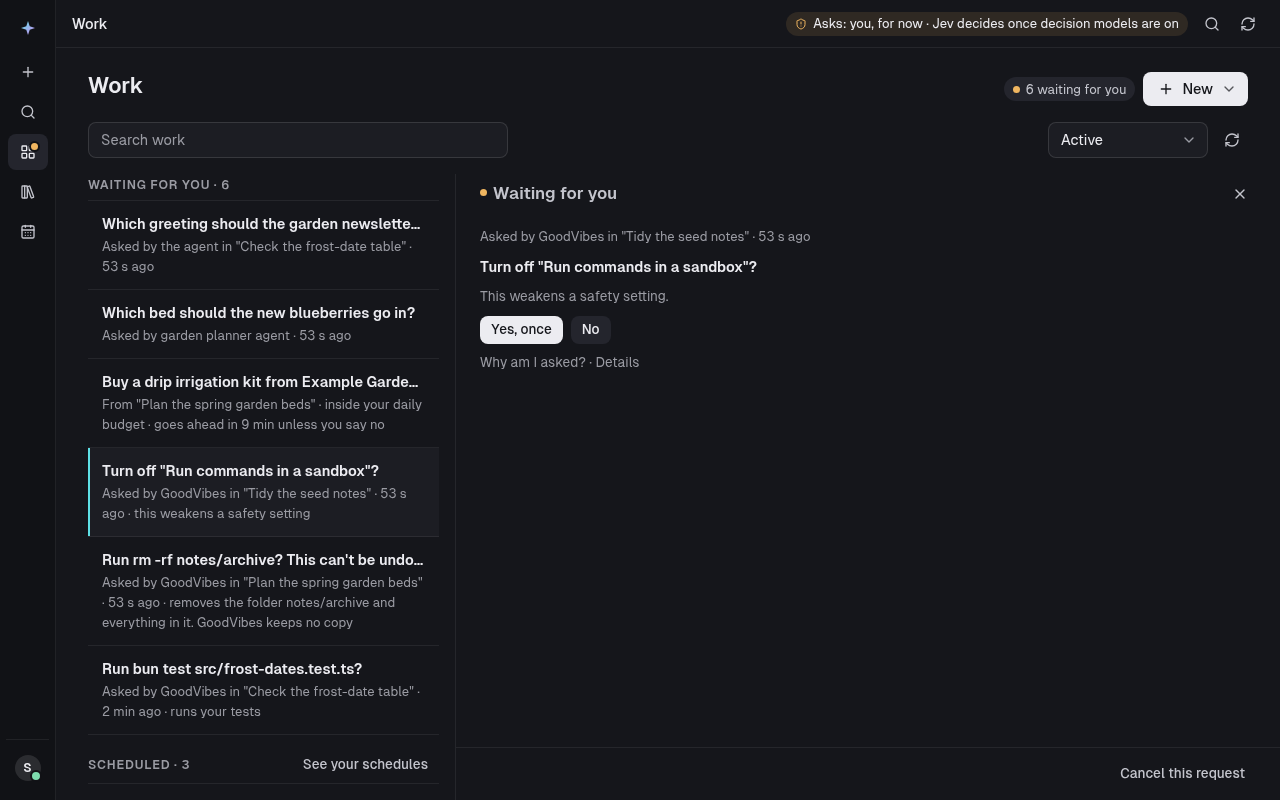 Work
Asks: you, for now · Jev decides once decision models are on
Work
6 waiting for you
New
Search work
Active
WAITING FOR YOU · 6
Which greeting should the garden newslette…
Asked by the agent in "Check the frost-date table" ·
53 s ago
Which bed should the new blueberries go in?
Asked by garden planner agent · 53 s ago
Buy a drip irrigation kit from Example Garde…
From "Plan the spring garden beds" · inside your daily
budget · goes ahead in 9 min unless you say no
Turn off "Run commands in a sandbox"?
Asked by GoodVibes in "Tidy the seed notes" · 53 s
ago · this weakens a safety setting
Run rm -rf notes/archive? This can't be undo…
Asked by GoodVibes in "Plan the spring garden beds"
· 53 s ago · removes the folder notes/archive and
everything in it. GoodVibes keeps no copy
Run bun test src/frost-dates.test.ts?
Asked by GoodVibes in "Check the frost-date table" ·
2 min ago · runs your tests
SCHEDULED · 3
See your schedules
S
Waiting for you
Asked by GoodVibes in "Tidy the seed notes" · 53 s ago
Turn off "Run commands in a sandbox"?
This weakens a safety setting.
Yes, once
No
Why am I asked? · Details
Cancel this request